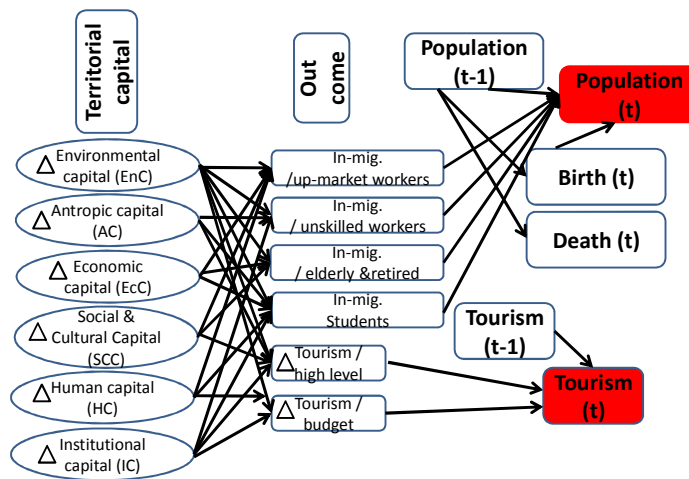 Territorial
capital
Out
come
Population
(t-1)
Population
(t)
△ Environmental
capital (EnC)
△ Antropic capital
(AC)
△ Economic
capital (EcC)
Social &
△ Cultural Capital
(SCC)
△ Human capital
(HC)
△ Institutional
capital (IC)
In-mig.
/up-market workers
In-mig.
/ unskilled workers
In-mig.
/ elderly &retired
In-mig.
Students
△ Tourism /
high level
△ Tourism /
budget
Birth (t)
Death (t)
Tourism
(t-1)
Tourism
(t)